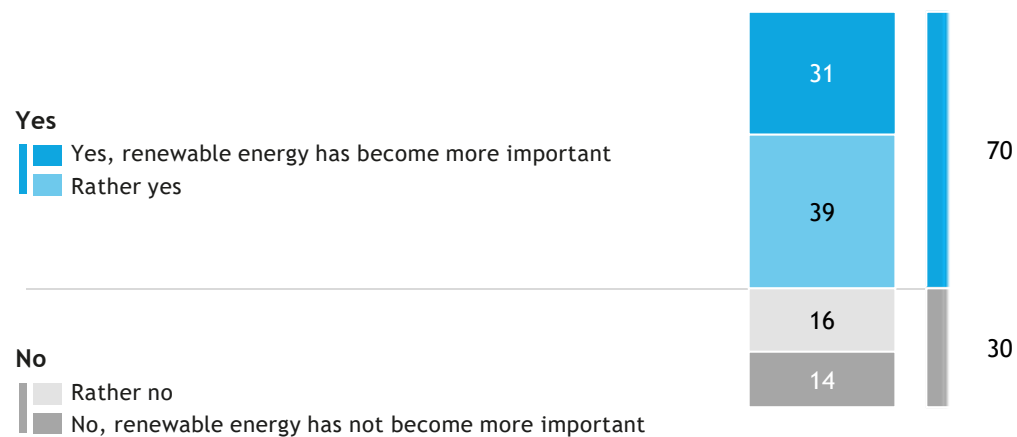 31
Yes
Yes, renewable energy has become more important
70
Rather yes
39
16
30
No
14
Rather no
No, renewable energy has not become more important